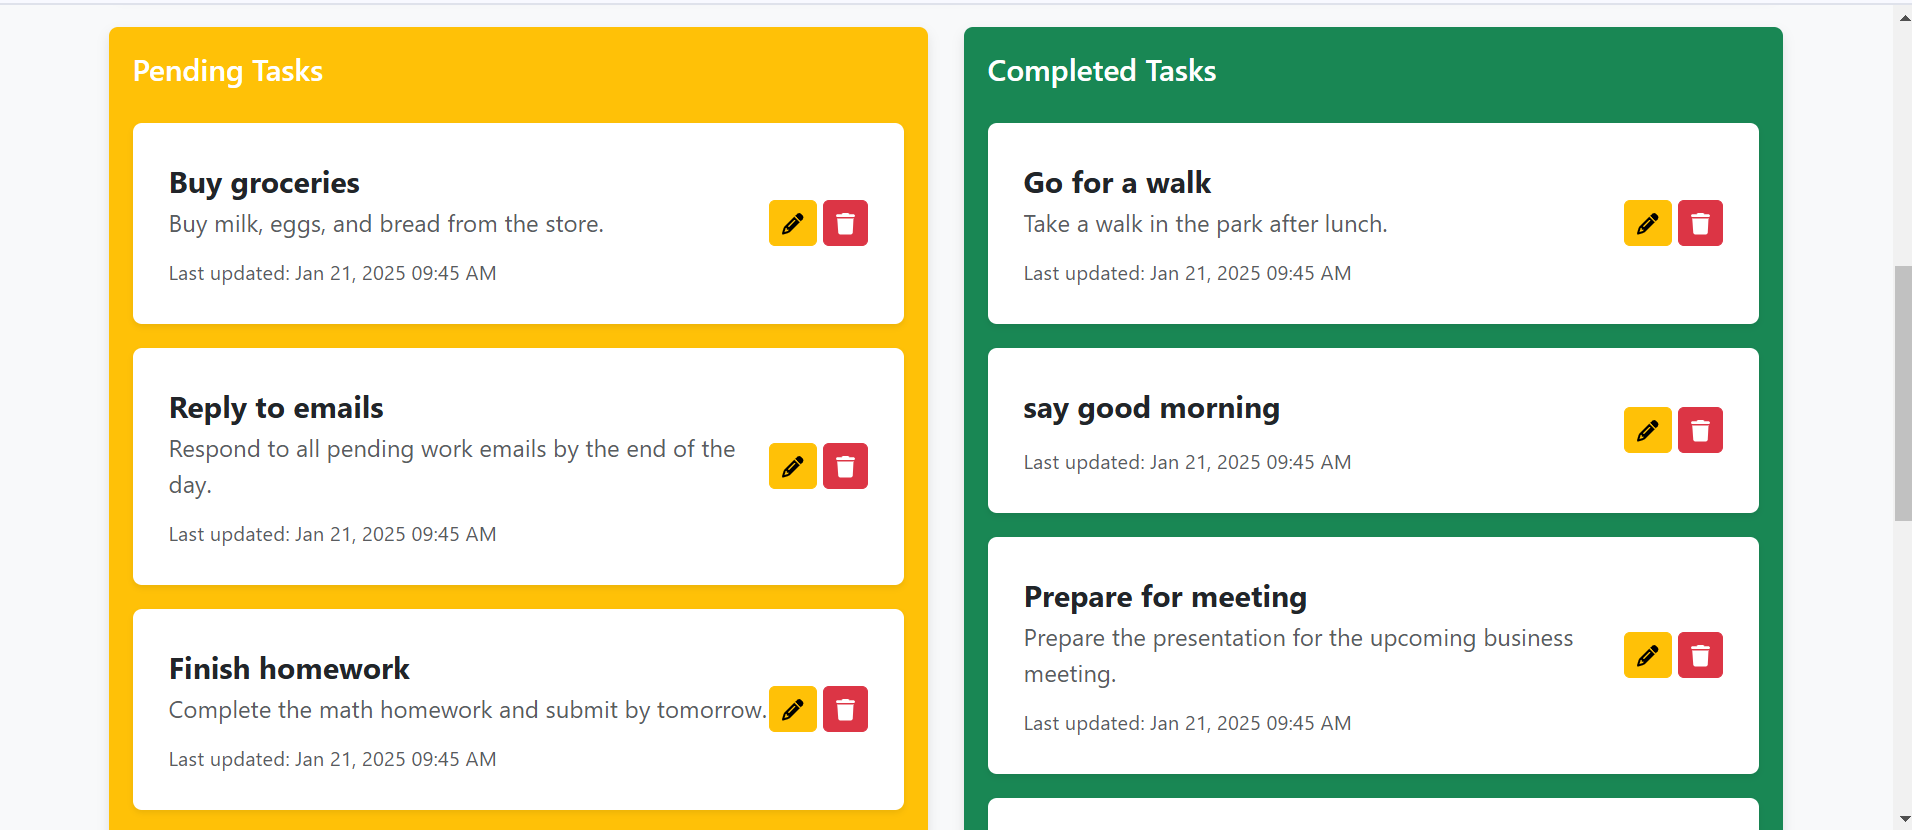 Pending Tasks
Buy groceries
Buy milk, eggs, and bread from the store.
Last updated: Jan 21, 2025 09:45 AM
Reply to emails
Respond to all pending work emails by the end of the
day.
Last updated: Jan 21, 2025 09:45 AM
Finish homework
Complete the math homework and submit by tomorrow.
Last updated: Jan 21, 2025 09:45 AM
Completed Tasks
Go for a walk
Take a walk in the park after lunch.
Last updated: Jan 21, 2025 09:45 AM
say good morning
Last updated: Jan 21, 2025 09:45 AM
Prepare for meeting
Prepare the presentation for the upcoming business
meeting.
Last updated: Jan 21, 2025 09:45 AM